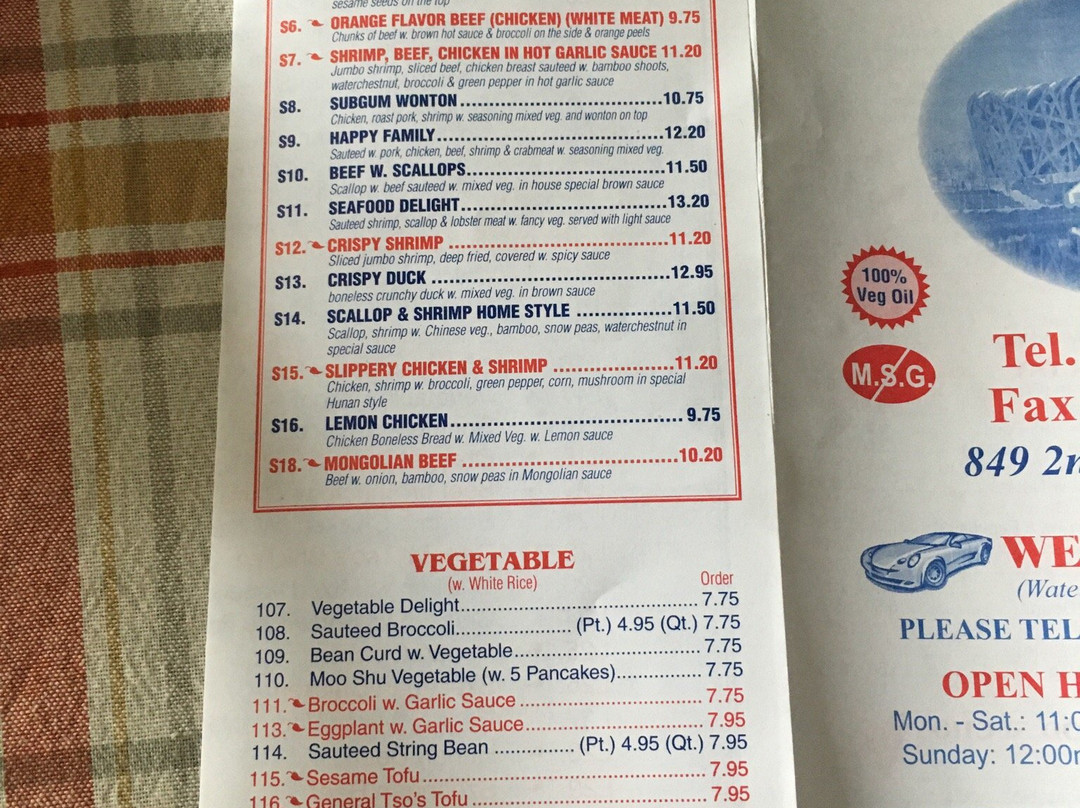 sesame seeds on the top
S6. ORANGE FLAVOR BEEF (CHICKEN) (WHITE MEAT) 9.75
Chunks of beef w. brown hot sauce & broccoli on the side & orange peels
S7. SHRIMP, BEEF, CHICKEN IN HOT GARLIC SAUCE 11.20
Jumbo shrimp, sliced beef, chicken breast sauteed w. bamboo shoots,
waterchestnut, broccoli & green pepper in hot garlic sauce
S8. SUBGUM WONTON 10.75
Chicken, roast pork, shrimp w. seasoning mixed veg. and wonton on top
S9. HAPPY FAMILY 12.20
Sauteed w. pork, chicken, beef, shrimp & crabmeat w. seasoning mixed veg.
S10. BEEF W. SCALLOPS 11.50
Scallop w. beef sauteed w. mixed veg. in house special brown sauce
S11. SEAFOOD DELIGHT 13.20
Sauteed shrimp, scallop & lobster meat w. fancy veg. served with light sauce
S12. CRISPY SHRIMP 11.20
Sliced jumbo shrimp, deep fried, covered w. spicy sauce
S13. CRISPY DUCK 12.95
boneless crunchy duck w. mixed veg. in brown sauce
S14. SCALLOP & SHRIMP HOME STYLE 11.50
Scallop, shrimp w. Chinese veg., bamboo, snow peas, waterchestnut in
special sauce
S15. SLIPPERY CHICKEN & SHRIMP 11.20
Chicken, shrimp w. broccoli, green pepper, corn, mushroom in special
Hunan style
S16. LEMON CHICKEN 9.75
Chicken Boneless Bread w. Mixed Veg. w. Lemon sauce
S18. MONGOLIAN BEEF 10.20
Beef w. onion, bamboo, snow peas in Mongolian sauce
VEGETABLE
(w. White Rice)
Order
107. Vegetable Delight 7.75
108. Sauteed Broccoli (Pt.) 4.95 (Qt.) 7.75
109. Bean Curd w. Vegetable 7.75
110. Moo Shu Vegetable (w. 5 Pancakes) 7.75
111. Broccoli w. Garlic Sauce 7.75
113. Eggplant w. Garlic Sauce 7.95
114. Sauteed String Bean (Pt.) 4.95 (Qt.) 7.95
115. Sesame Tofu 7.95
116 General Tso's Tofu 7.95
100%
Veg Oil
M.S.G.
Tel.
Fax
849 2n
WE
(Wate
PLEASE TEL
OPEN H
Mon. - Sat.: 11:0
Sunday: 12:00n